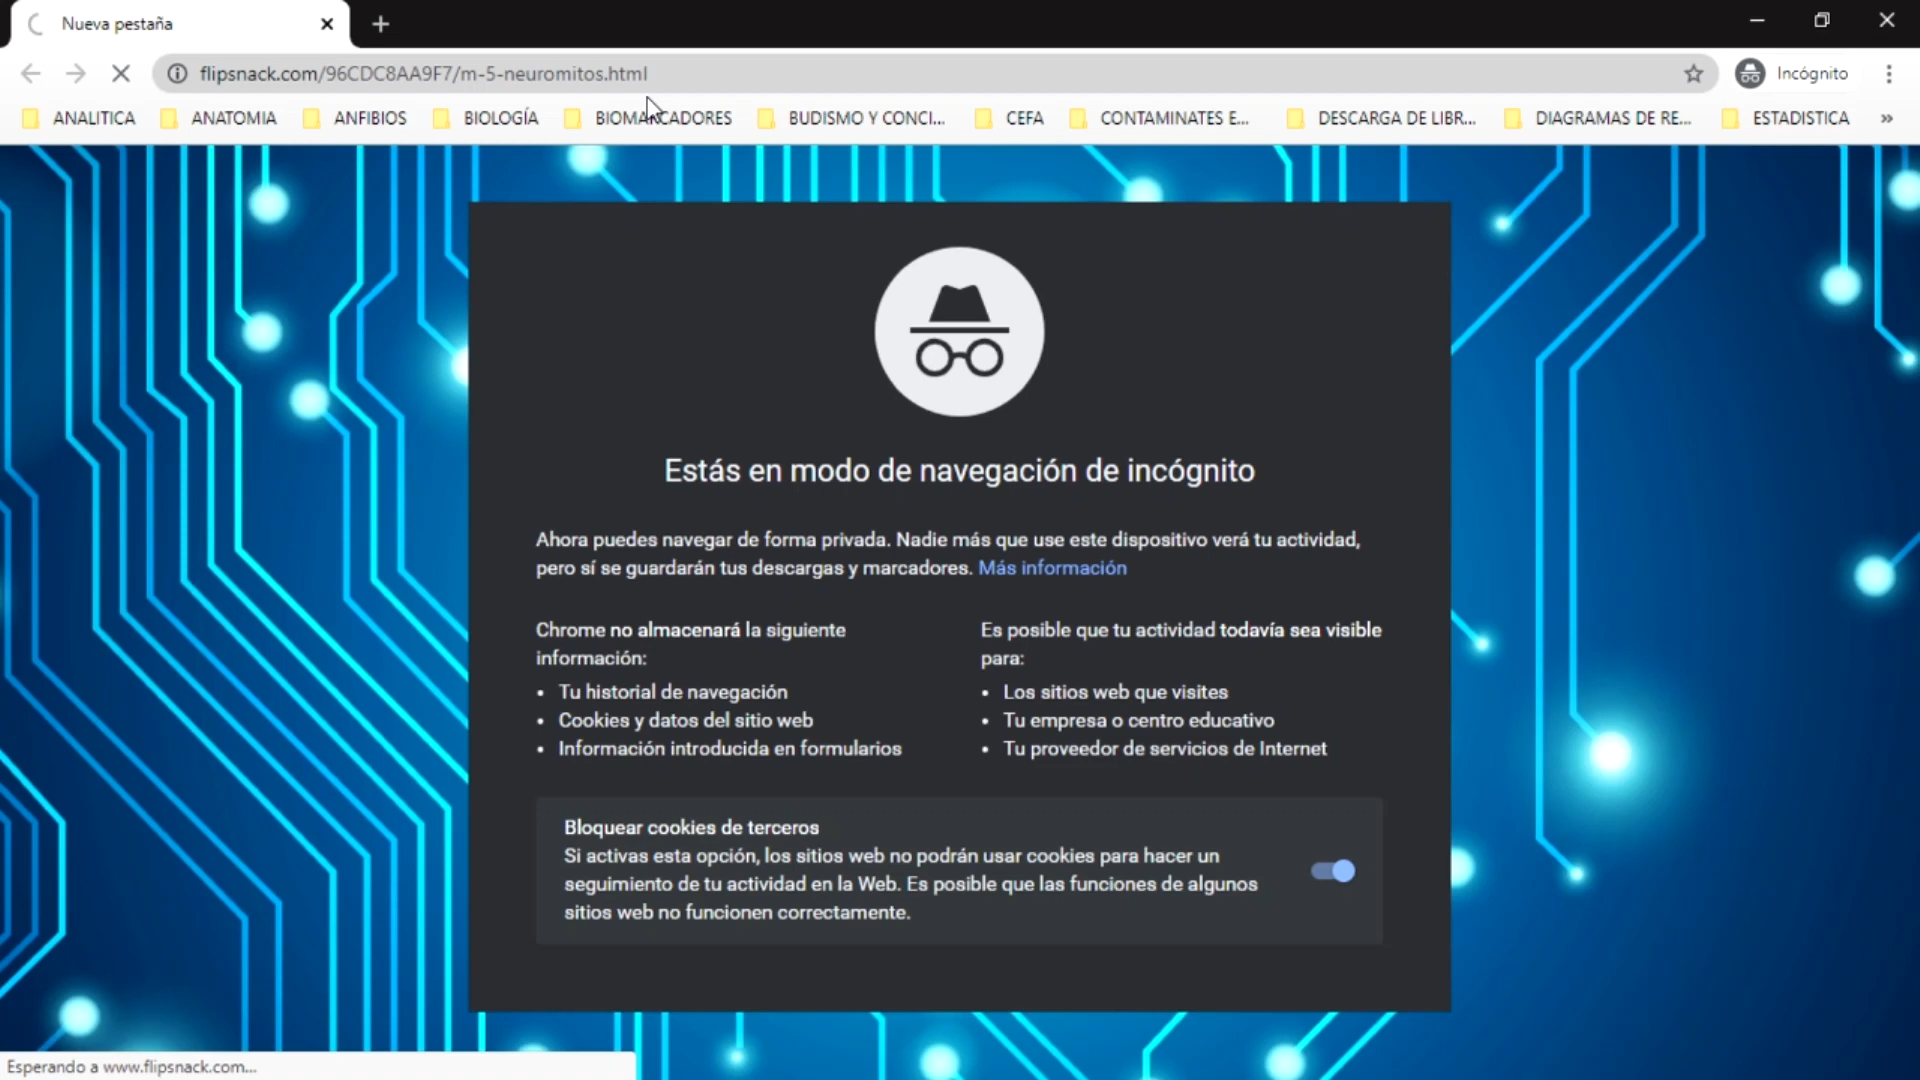 Nueva pestaña
flipsnack.com/96CDC8AA9F7/m-5-neuromitos.html
Incógnito
ANALITICA ANATOMIA ANFIBIOS BIOLOGÍA BIOMARCADORES BUDISMO Y CONCI... CEFA CONTAMINATES E... DESCARGA DE LIBR... DIAGRAMAS DE RE... ESTADISTICA »
Estás en modo de navegación de incógnito
Ahora puedes navegar de forma privada. Nadie más que use este dispositivo verá tu actividad,
pero sí se guardarán tus descargas y marcadores. Más información
Chrome no almacenará la siguiente
información:
• Tu historial de navegación
• Cookies y datos del sitio web
• Información introducida en formularios
Es posible que tu actividad todavía sea visible
para:
• Los sitios web que visites
• Tu empresa o centro educativo
• Tu proveedor de servicios de Internet
Bloquear cookies de terceros
Si activas esta opción, los sitios web no podrán usar cookies para hacer un
seguimiento de tu actividad en la Web. Es posible que las funciones de algunos
sitios web no funcionen correctamente.
Esperando a www.flipsnack.com...